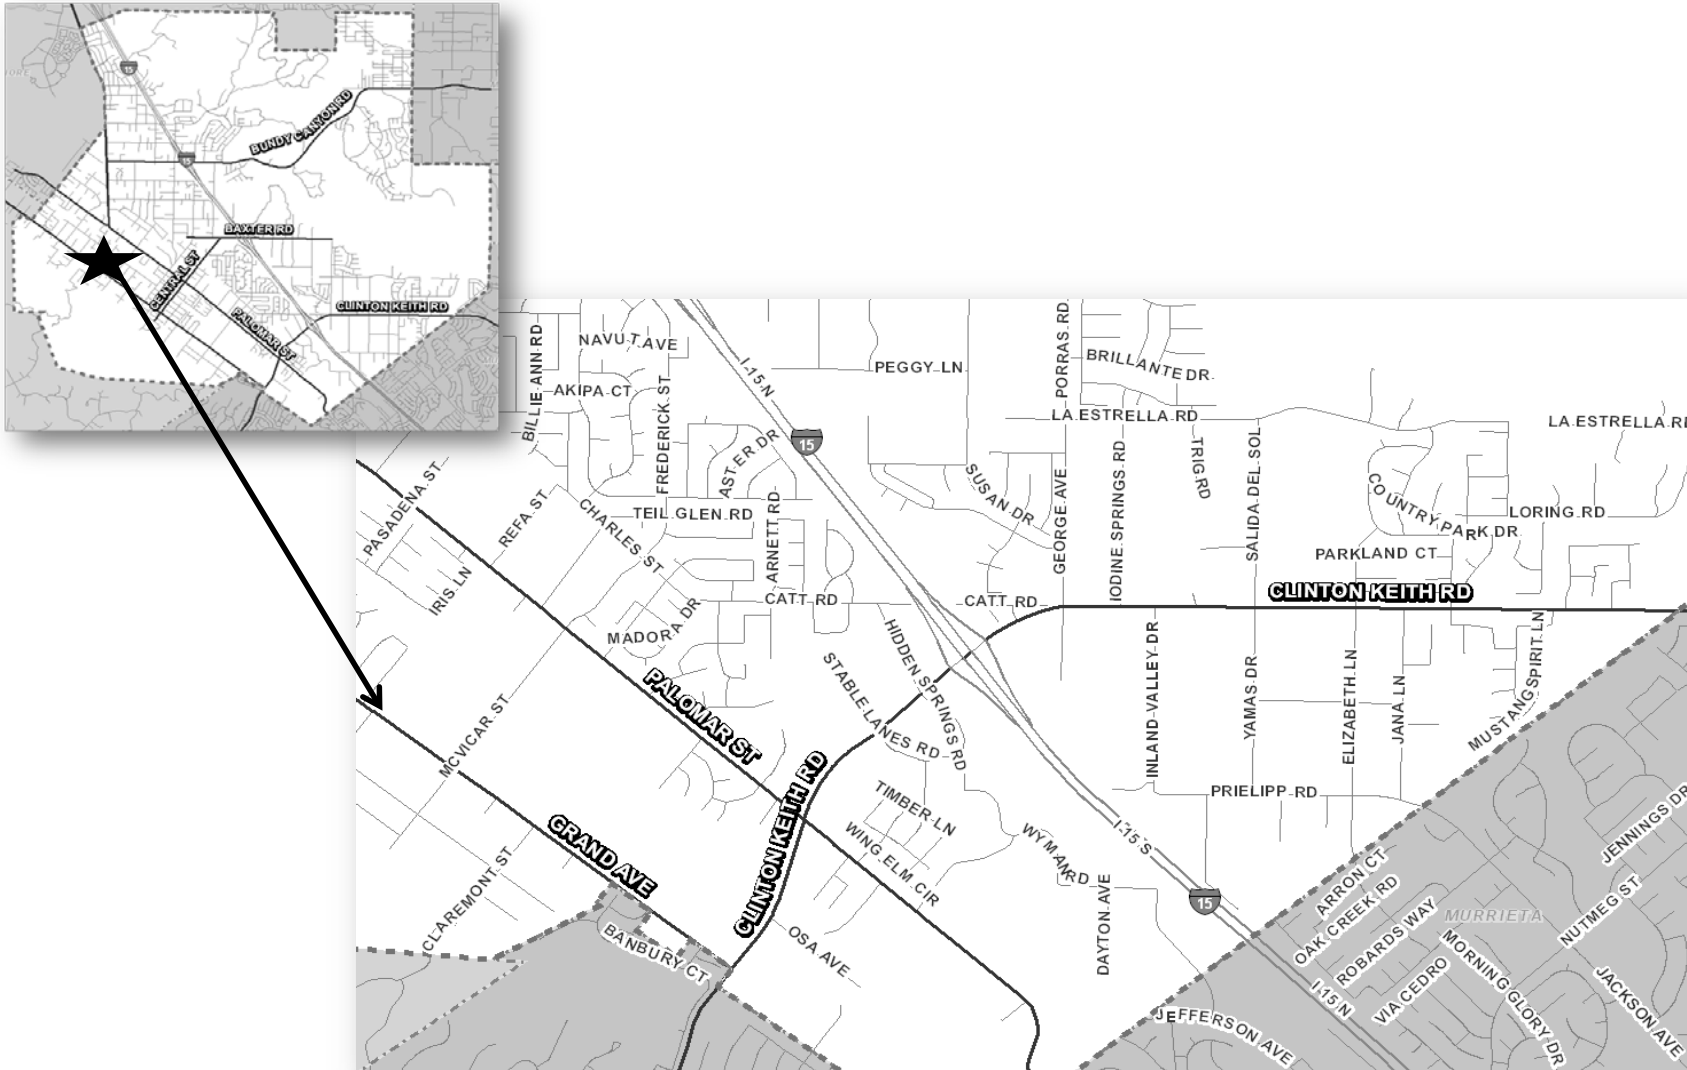 15
BUNDY CANYON RD
15
BAXTER RD
CENTRAL ST
CLINTON KEITH RD
PALOMAR ST
BILLIE ANN RD
NAVUT AVE
AKIPA CT
FREDERICK ST
ASTER DR
I-15 N
15
PEGGY LN
PORRAS RD
BRILLANTE DR
LA ESTRELLA RD
LA ESTRELLA RD
TRIG RD
SALIDA DEL SOL
IODINE SPRINGS RD
GEORGE AVE
SUSAN DR
COUNTRY PARK DR
LORING RD
PARKLAND CT
PASADENA ST
REFA ST
CHARLES ST
TEIL GLEN RD
ARNETT RD
IRIS LN
CATT RD
CATT RD
CLINTON KEITH RD
MADORA DR
HIDDEN SPRINGS RD
STABLE LANES RD
INLAND VALLEY DR
YAMAS DR
ELIZABETH LN
JANA LN
MUSTANG SPIRIT LN
PALOMAR ST
MCVICAR ST
CLINTON KEITH RD
TIMBER LN
WING ELM CIR
WYMAN RD
PRIELIPP RD
I-15 S
15
GRAND AVE
CLAREMONT ST
BANBURY CT
OSA AVE
DAYTON AVE
JENNINGS DR
ARRON CT
OAK CREEK RD
ROBARDS WAY
MURRIETA
NUTMEG ST
VIA CEDRO
MORNING GLORY DR
JACKSON AVE
I-15 N
JEFFERSON AVE